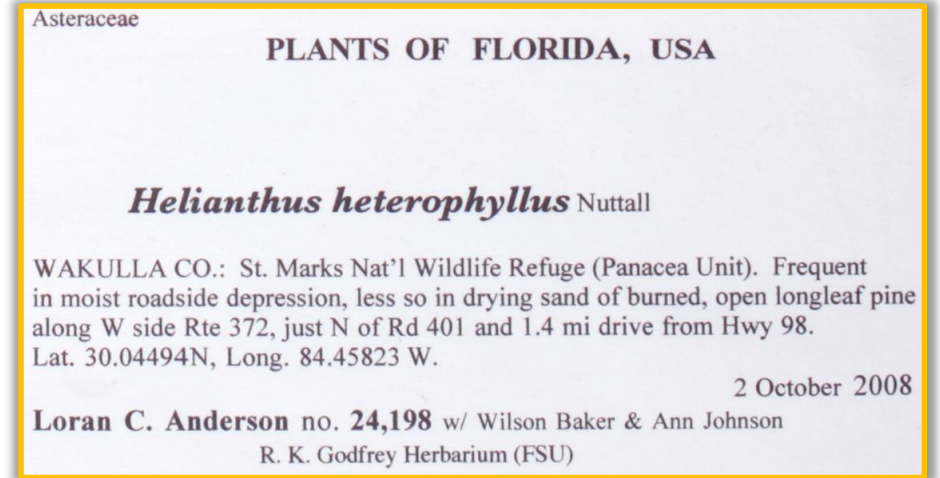 Asteraceae
PLANTS OF FLORIDA, USA
Helianthus heterophyllus Nuttall
WAKULLA CO.: St. Marks Nat'l Wildlife Refuge (Panacea Unit). Frequent
in moist roadside depression, less so in drying sand of burned, open longleaf pine
along W side Rte 372, just N of Rd 401 and 1.4 mi drive from Hwy 98.
Lat. 30.04494N, Long. 84.45823 W.
2 October 2008
Loran C. Anderson no. 24,198 w/ Wilson Baker & Ann Johnson
R. K. Godfrey Herbarium (FSU)